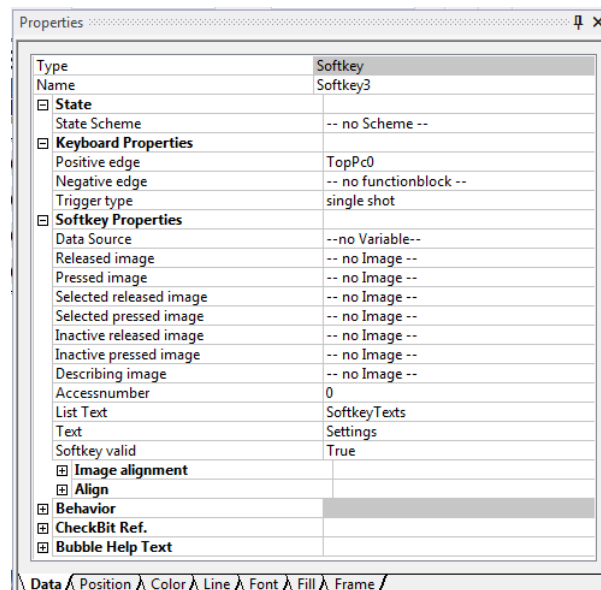 Properties
Type Softkey
Name Softkey3
State
State Scheme -- no Scheme --
Keyboard Properties
Positive edge TopPc0
Negative edge -- no functionblock --
Trigger type single shot
Softkey Properties
Data Source --no Variable--
Released image -- no Image --
Pressed image -- no Image --
Selected released image -- no Image --
Selected pressed image -- no Image --
Inactive released image -- no Image --
Inactive pressed image -- no Image --
Describing image -- no Image --
Accessnumber 0
List Text SoftkeyTexts
Text Settings
Softkey valid True
Image alignment
Align
Behavior
CheckBit Ref.
Bubble Help Text
Data Position Color Line Font Fill Frame